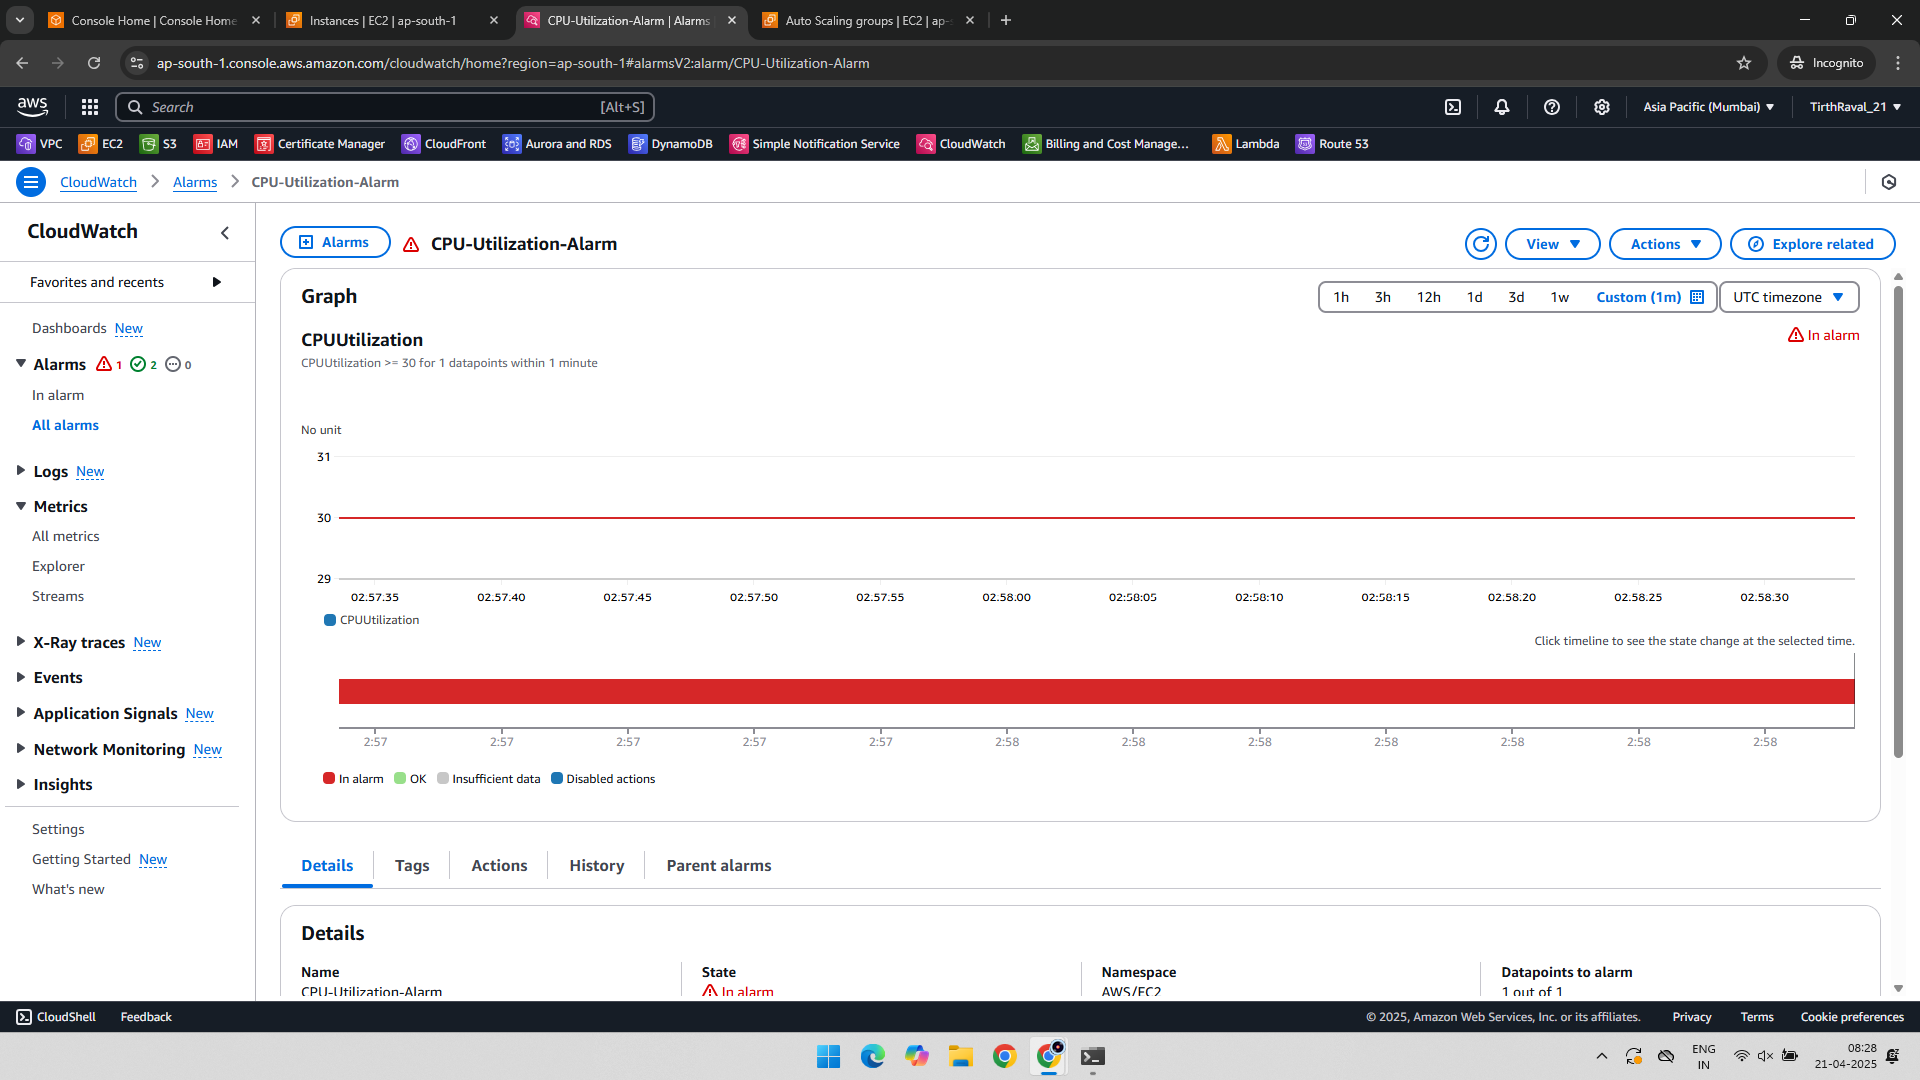 Console Home | Console Home
Instances | EC2 | ap-south-1
CPU-Utilization-Alarm | Alarms
Auto Scaling groups | EC2 | ap-s
ap-south-1.console.aws.amazon.com/cloudwatch/home?region=ap-south-1#alarmsV2:alarm/CPU-Utilization-Alarm
Incognito
aws
Search
[Alt+S]
Asia Pacific (Mumbai)
TirthRaval_21
VPC
EC2
S3
IAM
Certificate Manager
CloudFront
Aurora and RDS
DynamoDB
Simple Notification Service
CloudWatch
Billing and Cost Manage...
Lambda
Route 53
CloudWatch
Alarms
CPU-Utilization-Alarm
CloudWatch
Favorites and recents
Dashboards New
Alarms 1 2 0
In alarm
All alarms
Logs New
Metrics
All metrics
Explorer
Streams
X-Ray traces New
Events
Application Signals New
Network Monitoring New
Insights
Settings
Getting Started New
What's new
Alarms
CPU-Utilization-Alarm
View
Actions
Explore related
Graph
1h
3h
12h
1d
3d
1w
Custom (1m)
UTC timezone
CPUUtilization
In alarm
CPUUtilization >= 30 for 1 datapoints within 1 minute
No unit
31
30
29
02:57:35
02:57:40
02:57:45
02:57:50
02:57:55
02:58:00
02:58:05
02:58:10
02:58:15
02:58:20
02:58:25
02:58:30
CPUUtilization
Click timeline to see the state change at the selected time.
2:57
2:57
2:57
2:57
2:57
2:58
2:58
2:58
2:58
2:58
2:58
2:58
In alarm
OK
Insufficient data
Disabled actions
Details
Tags
Actions
History
Parent alarms
Details
Name
CPU-Utilization-Alarm
State
In alarm
Namespace
AWS/EC2
Datapoints to alarm
1 out of 1
CloudShell
Feedback
© 2025, Amazon Web Services, Inc. or its affiliates.
Privacy
Terms
Cookie preferences
ENG
IN
08:28
21-04-2025